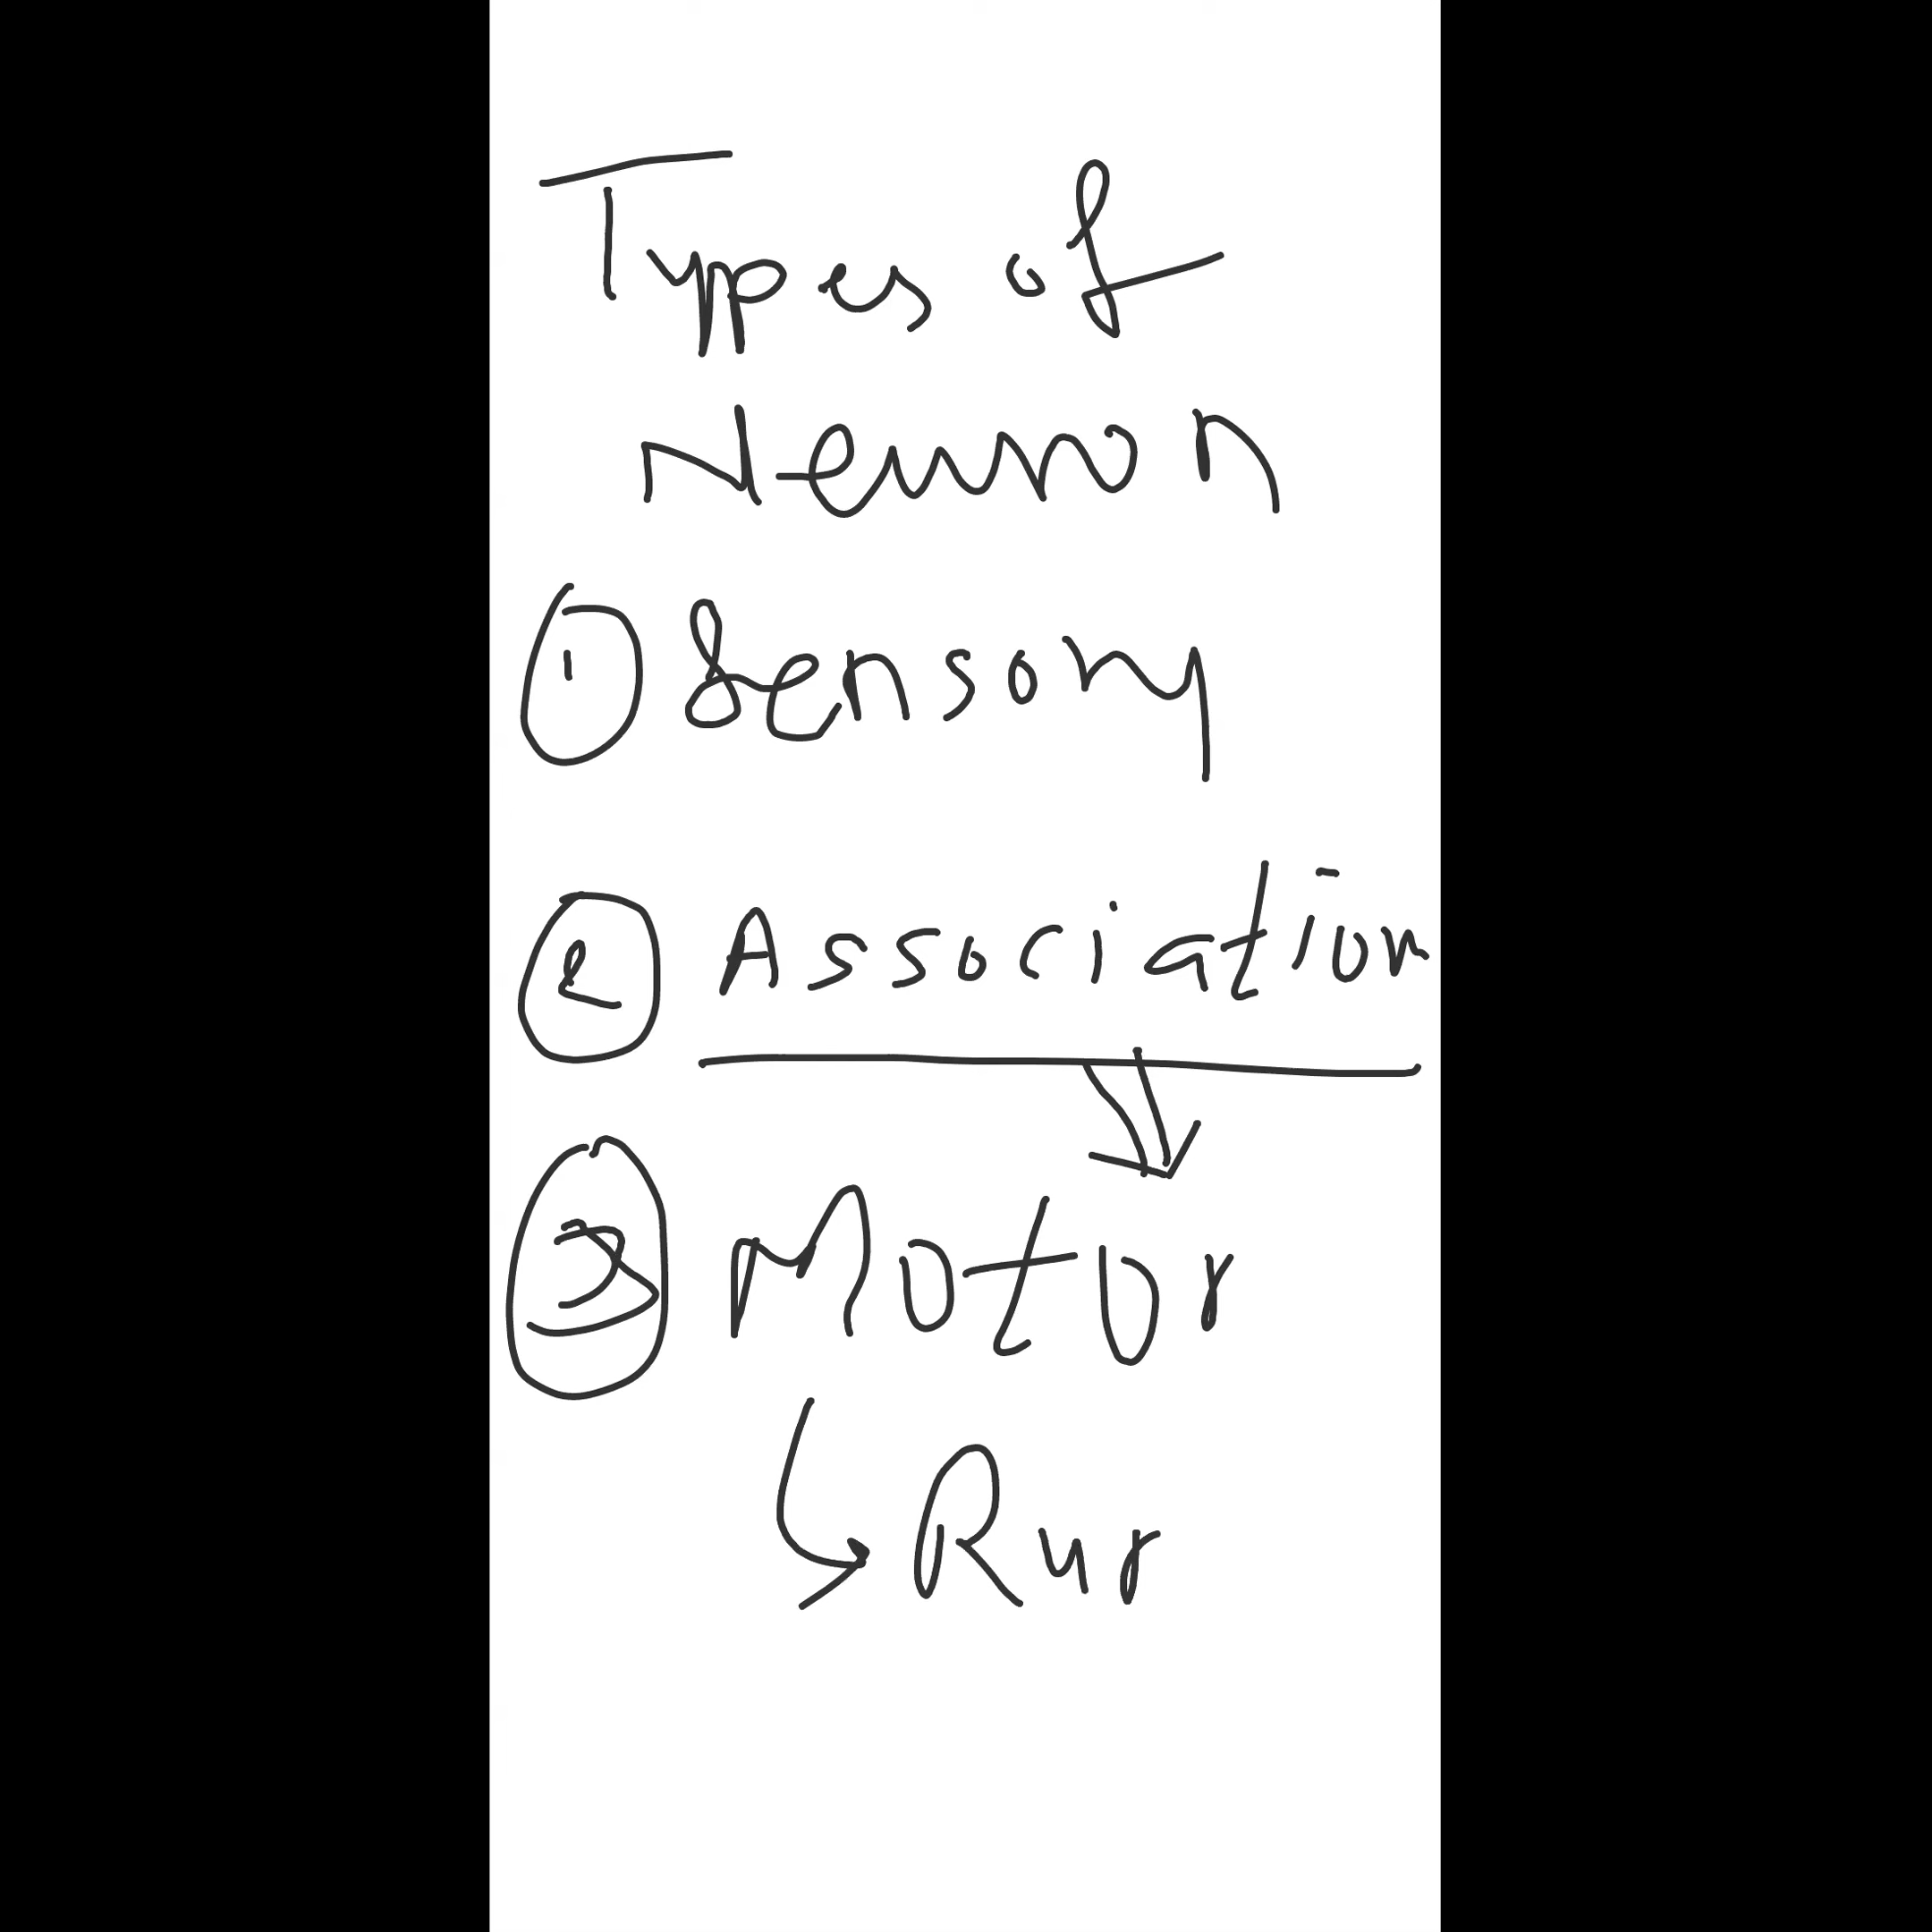 Types of
Neuron
1 Sensory
2 Association
3 Motor
Rur